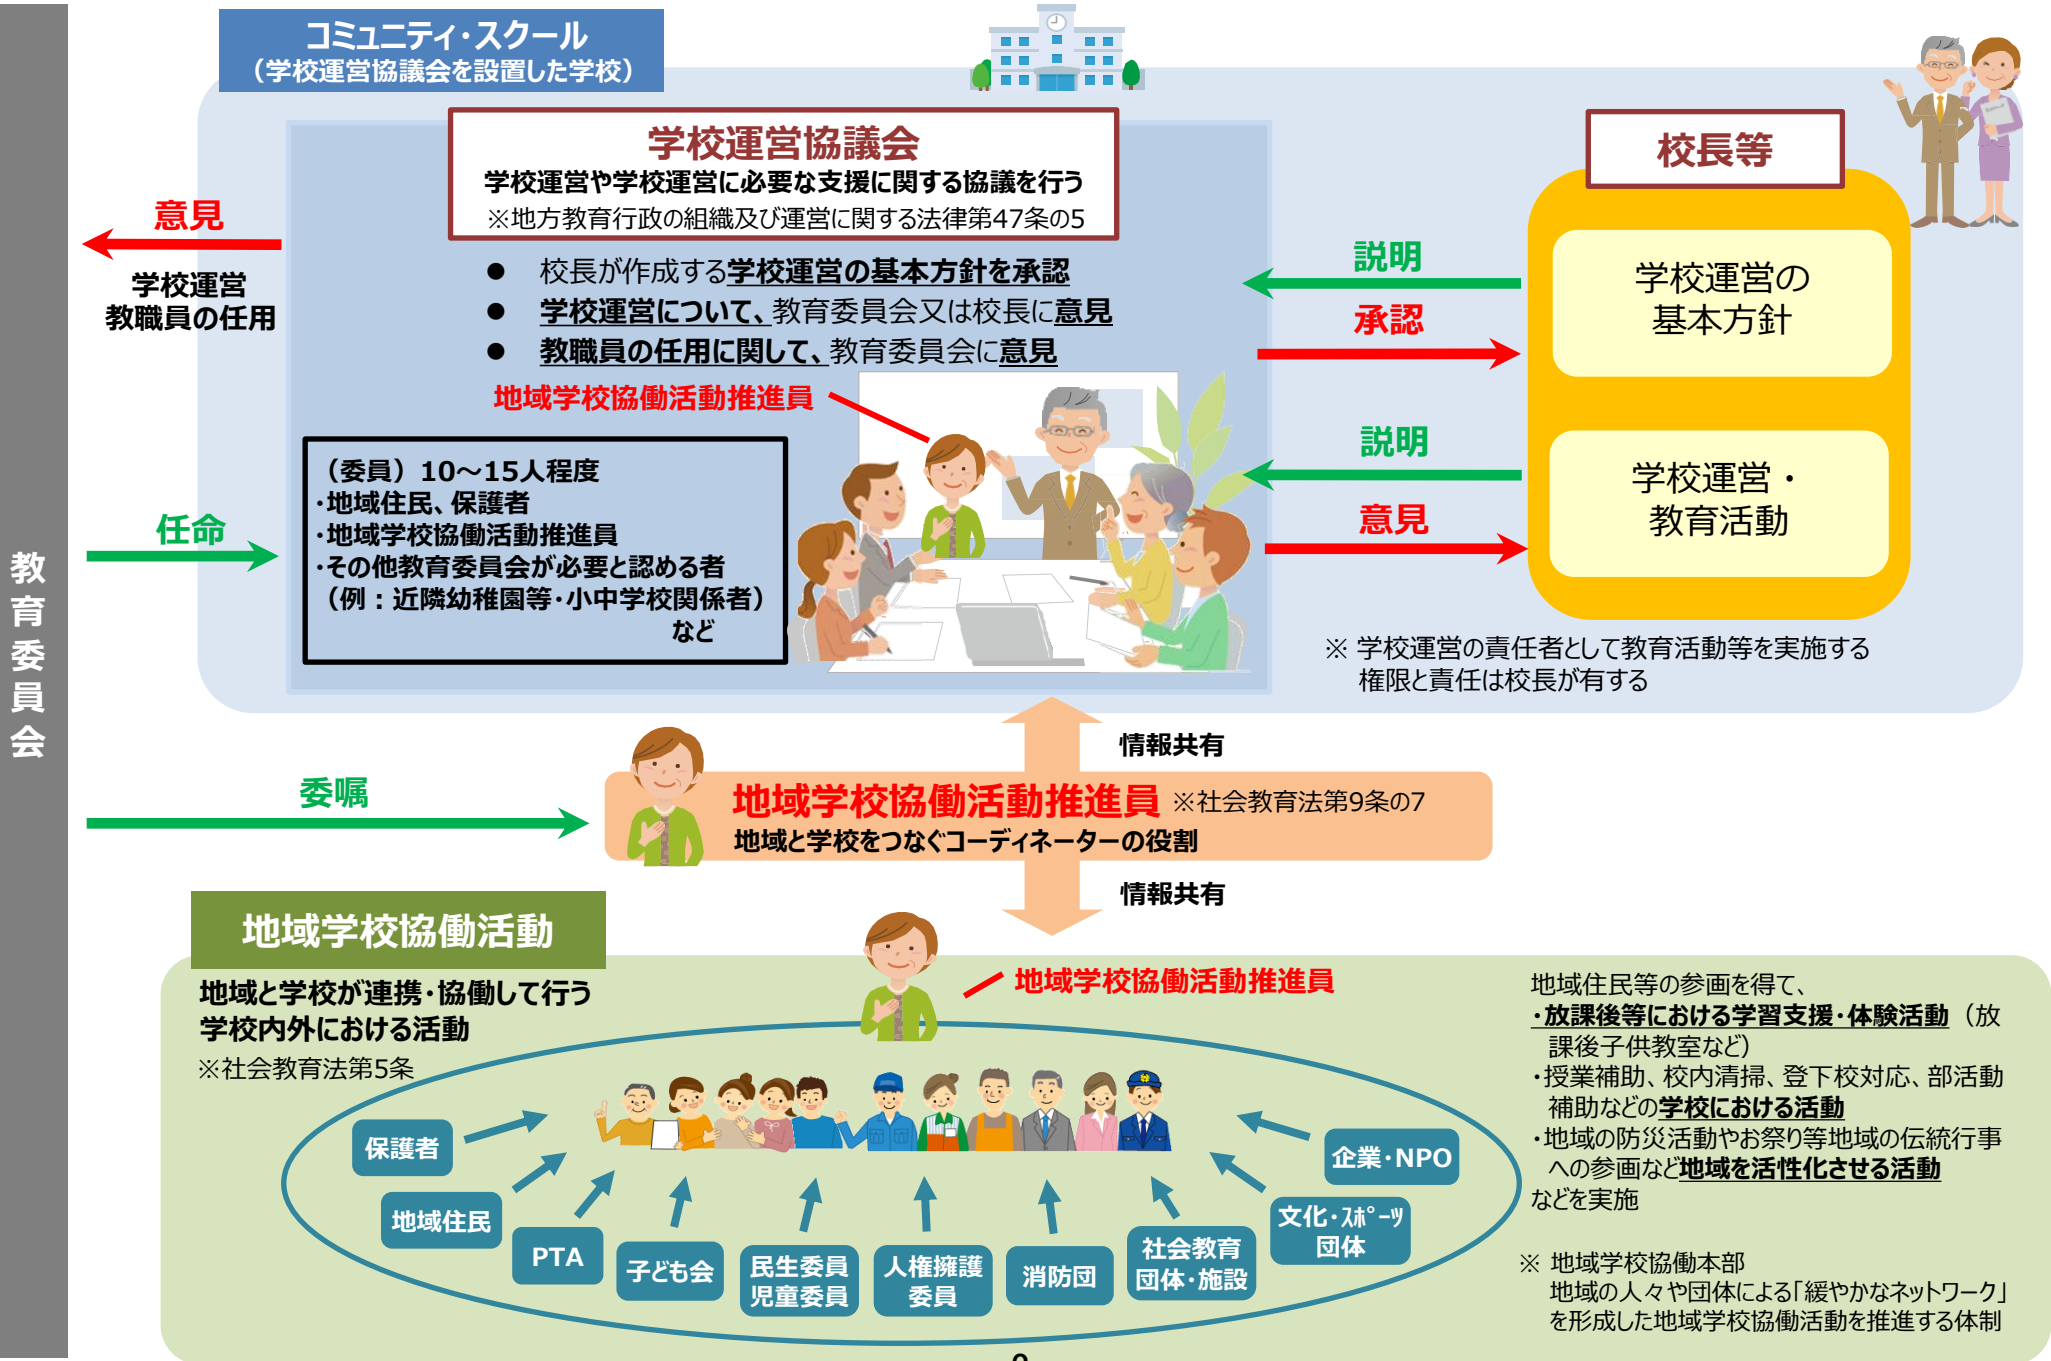 コミュニティ・スクール
（学校運営協議会を設置した学校）
学校運営協議会
学校運営や学校運営に必要な支援に関する協議を行う
※地方教育行政の組織及び運営に関する法律第47条の5
● 校長が作成する学校運営の基本方針を承認
● 学校運営について、教育委員会又は校長に意見
● 教職員の任用に関して、教育委員会に意見
地域学校協働活動推進員
（委員）10～15人程度
・地域住民、保護者
・地域学校協働活動推進員
・その他教育委員会が必要と認める者
（例：近隣幼稚園等・小中学校関係者）
など
教育委員会
意見
学校運営
教職員の任用
任命
委嘱
校長等
説明
承認
学校運営の
基本方針
説明
意見
学校運営・
教育活動
※ 学校運営の責任者として教育活動等を実施する
権限と責任は校長が有する
情報共有
地域学校協働活動推進員 ※社会教育法第9条の7
地域と学校をつなぐコーディネーターの役割
情報共有
地域学校協働活動
地域と学校が連携・協働して行う
学校内外における活動
※社会教育法第5条
地域学校協働活動推進員
保護者
地域住民
PTA
子ども会
民生委員
児童委員
人権擁護
委員
消防団
社会教育
団体・施設
文化・ｽﾎﾟｰﾂ
団体
企業・NPO
地域住民等の参画を得て、
・放課後等における学習支援・体験活動（放
課後子供教室など）
・授業補助、校内清掃、登下校対応、部活動
補助などの学校における活動
・地域の防災活動やお祭り等地域の伝統行事
への参画など地域を活性化させる活動
などを実施
※ 地域学校協働本部
地域の人々や団体による「緩やかなネットワーク」
を形成した地域学校協働活動を推進する体制